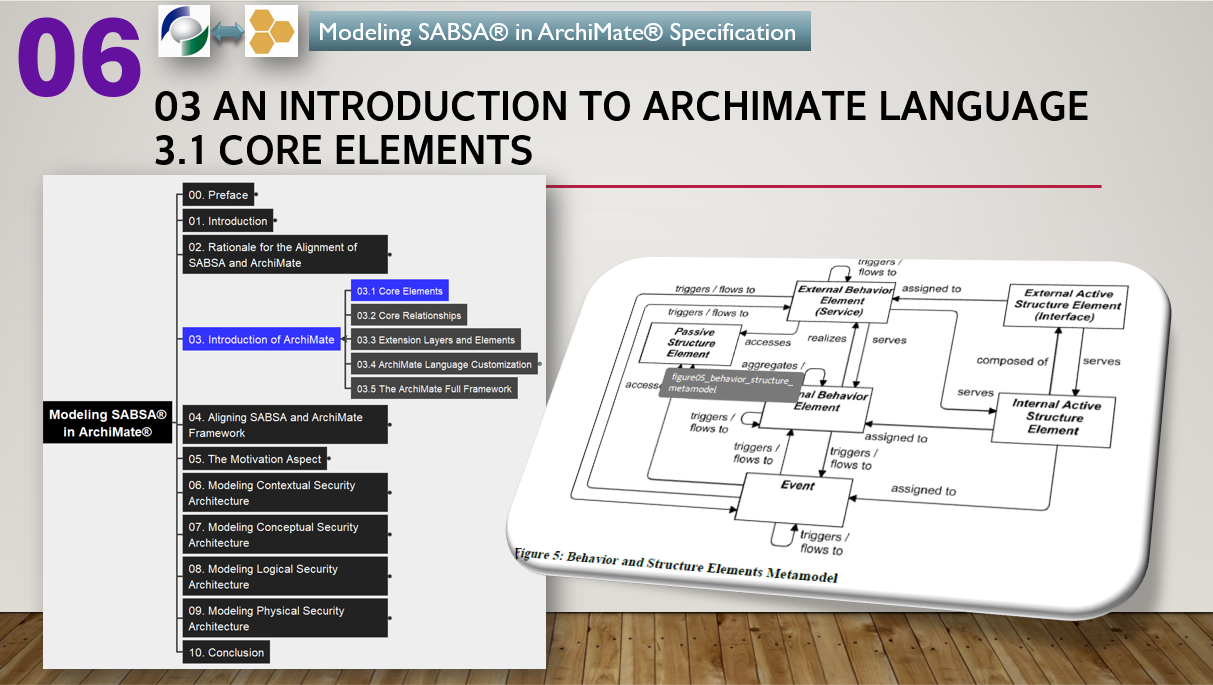 06
Modeling SABSA® in ArchiMate® Specification
03 AN INTRODUCTION TO ARCHIMATE LANGUAGE
3.1 CORE ELEMENTS
00. Preface
01. Introduction
02. Rationale for the Alignment of
SABSA and ArchiMate
03. Introduction of ArchiMate
03.1 Core Elements
03.2 Core Relationships
03.3 Extension Layers and Elements
03.4 ArchiMate Language Customization
03.5 The ArchiMate Full Framework
Modeling SABSA®
in ArchiMate®
04. Aligning SABSA and ArchiMate
Framework
05. The Motivation Aspect
06. Modeling Contextual Security
Architecture
07. Modeling Conceptual Security
Architecture
08. Modeling Logical Security
Architecture
09. Modeling Physical Security
Architecture
10. Conclusion
triggers /
flows to
triggers / flows to
External Behavior
Element
(Service)
assigned to
External Active
Structure Element
(Interface)
triggers / flows to
Passive
Structure
Element
accesses
realizes
serves
composed of
serves
aggregates /
figure05_behavior_structure_
metamodel
nal Behavior
Element
serves
Internal Active
Structure
Element
triggers /
flows to
assigned to
triggers /
flows to
triggers /
flows to
Event
assigned to
triggers /
flows to
Figure 5: Behavior and Structure Elements Metamodel